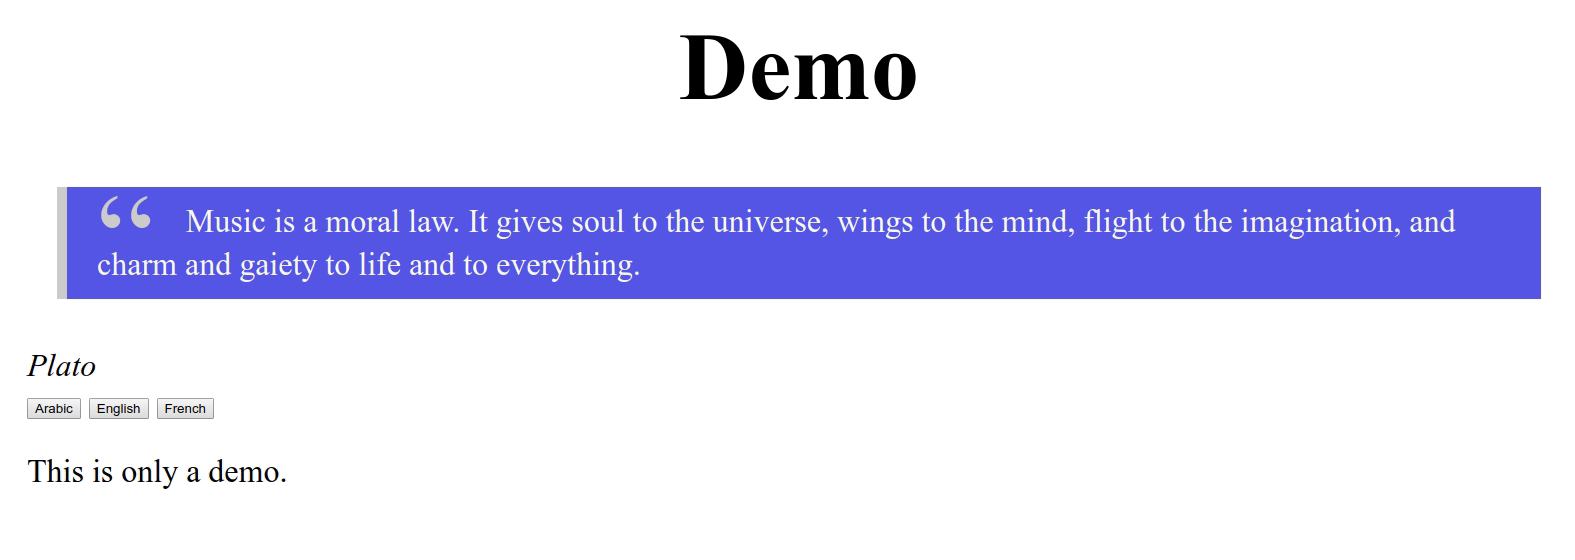 Demo
“ Music is a moral law. It gives soul to the universe, wings to the mind, flight to the imagination, and
charm and gaiety to life and to everything.
Plato
Arabic English French
This is only a demo.